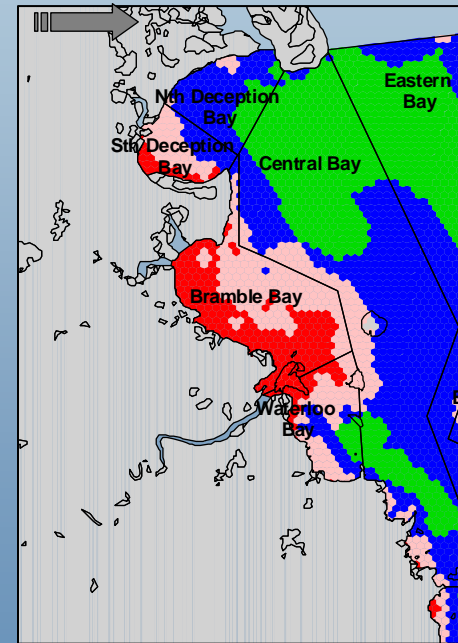 Eastern
Bay
Nth Deception
Bay
Sth Deception
Bay
Central Bay
Bramble Bay
Waterloo
Bay